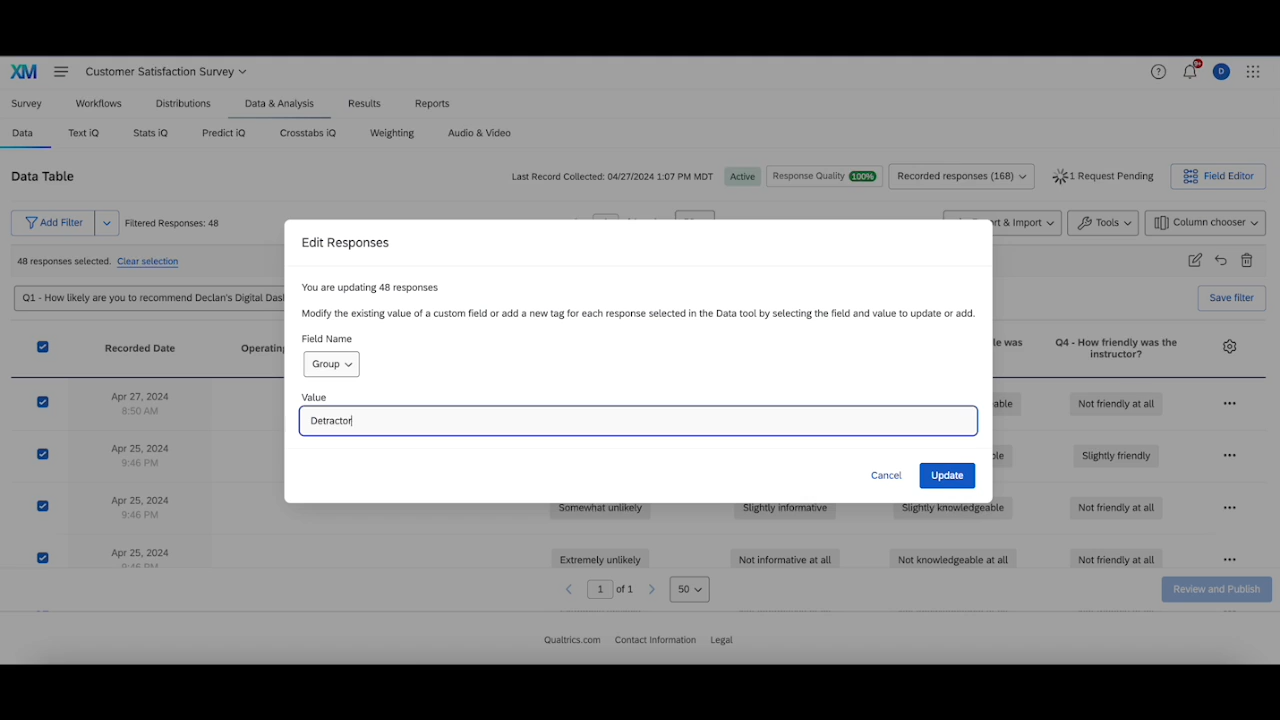 XM Customer Satisfaction Survey
9+
D
Survey Workflows Distributions Data & Analysis Results Reports
Data Text iQ Stats iQ Predict iQ Crosstabs iQ Weighting Audio & Video
Data Table
Last Record Collected: 04/27/2024 1:07 PM MDT Active Response Quality 100% Recorded responses (168) 1 Request Pending Field Editor
Add Filter Filtered Responses: 48
& Import Tools Column chooser
48 responses selected. Clear selection
Q1 - How likely are you to recommend Declan's Digital
Save filter
Recorded Date
le was
Q4 - How friendly was the
instructor?
Apr 27, 2024
8:50 AM
Not friendly at all
Apr 25, 2024
9:46 PM
Slightly friendly
Apr 25, 2024
9:46 PM
Somewhat unlikely Slightly informative Slightly knowledgeable Not friendly at all
Apr 25, 2024
9:46 PM
Extremely unlikely Not informative at all Not knowledgeable at all Not friendly at all
Edit Responses
You are updating 48 responses
Modify the existing value of a custom field or add a new tag for each response selected in the Data tool by selecting the field and value to update or add.
Field Name
Group
Value
Detractor
Cancel Update
1 of 1 50
Review and Publish
Qualtrics.com Contact Information Legal